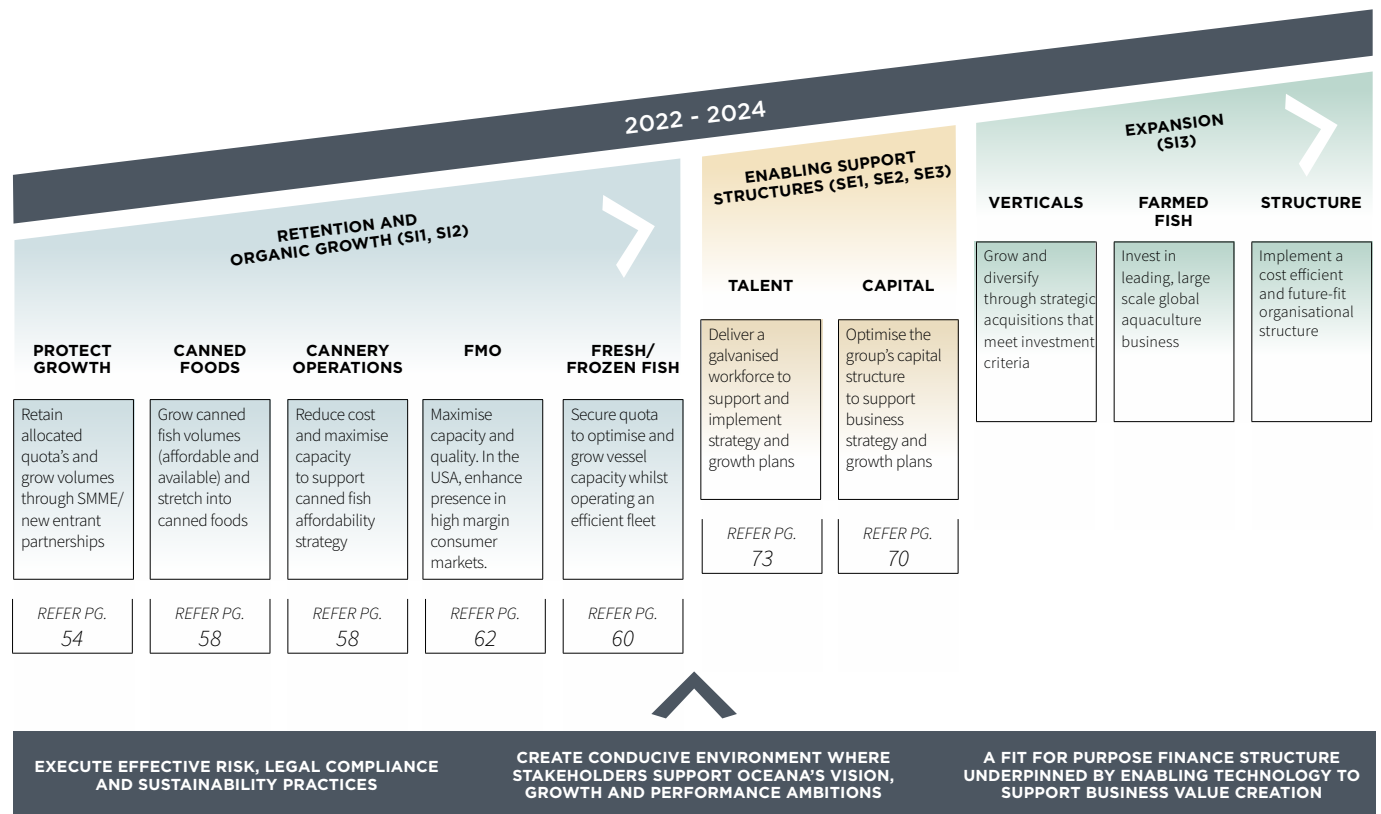 2022 - 2024
RETENTION AND
ORGANIC GROWTH (SI1, SI2)
PROTECT
GROWTH
Retain
allocated
quota's and
grow volumes
through SMME/
new entrant
partnerships
REFER PG.
54
CANNED
FOODS
Grow canned
fish volumes
(affordable and
available) and
stretch into
canned foods
REFER PG.
58
CANNERY
OPERATIONS
Reduce cost
and maximise
capacity
to support
canned fish
affordability
strategy
REFER PG.
58
FMO
Maximise
capacity and
quality. In the
USA, enhance
presence in
high margin
consumer
markets.
REFER PG.
62
FRESH/
FROZEN FISH
Secure quota
to optimise and
grow vessel
capacity whilst
operating an
efficient fleet
REFER PG.
60
ENABLING SUPPORT
STRUCTURES (SE1, SE2, SE3)
TALENT
Deliver a
galvanised
workforce to
support and
implement
strategy and
growth plans
REFER PG.
73
CAPITAL
Optimise the
group's capital
structure
to support
business
strategy and
growth plans
REFER PG.
70
EXPANSION
(SI3)
VERTICALS
Grow and
diversify
through strategic
acquisitions that
meet investment
criteria
FARMED
FISH
Invest in
leading, large
scale global
aquaculture
business
STRUCTURE
Implement a
cost efficient
and future-fit
organisational
structure
EXECUTE EFFECTIVE RISK, LEGAL COMPLIANCE
AND SUSTAINABILITY PRACTICES
CREATE CONDUCIVE ENVIRONMENT WHERE
STAKEHOLDERS SUPPORT OCEANA'S VISION,
GROWTH AND PERFORMANCE AMBITIONS
A FIT FOR PURPOSE FINANCE STRUCTURE
UNDERPINNED BY ENABLING TECHNOLOGY TO
SUPPORT BUSINESS VALUE CREATION